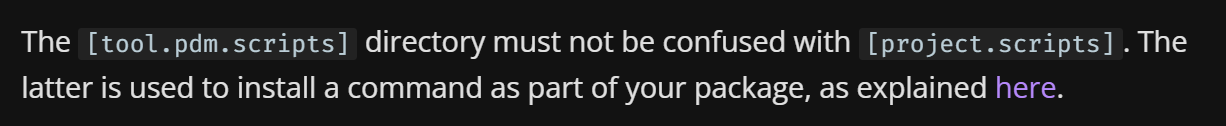 The [tool.pdm.scripts] directory must not be confused with [project.scripts]. The
latter is used to install a command as part of your package, as explained here.